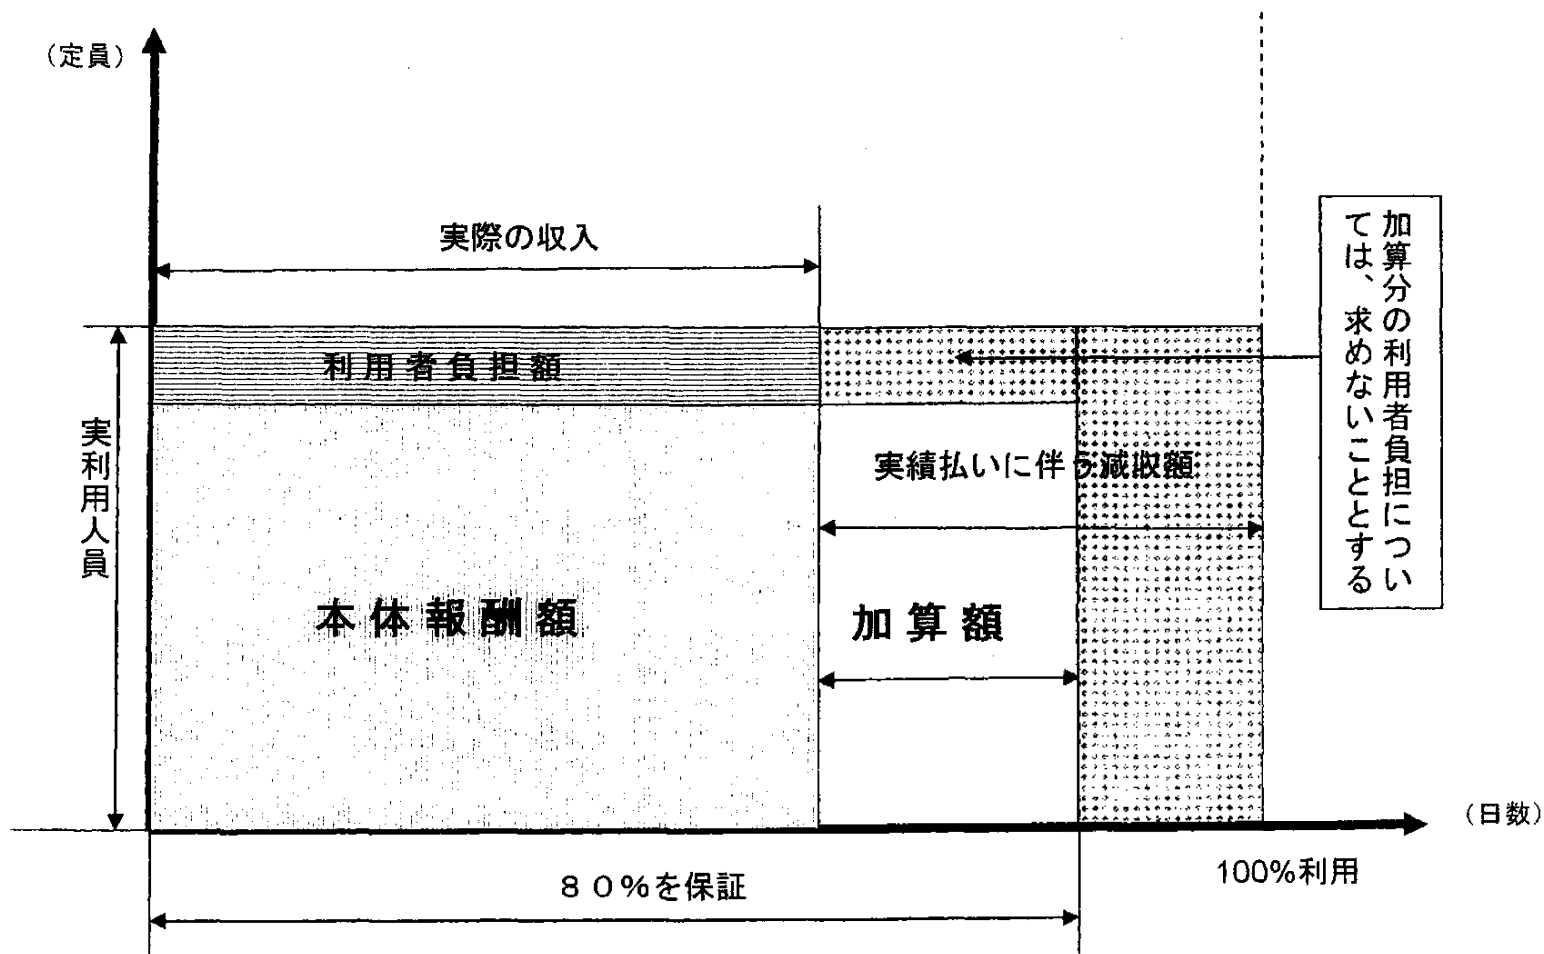 （定員）
実際の収入
加算分の利用者負担につい
ては、求めないこととする
利用者負担額
実利用人員
実績払いに伴う減収額
本体報酬額
加算額
（日数）
８０％を保証
100%利用